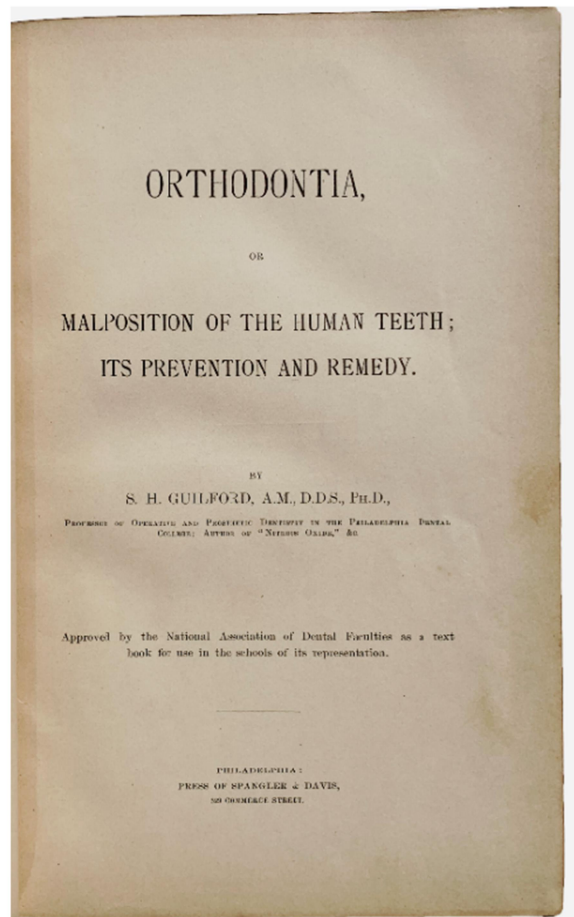 ORTHODONTIA,
OR
MALPOSITION OF THE HUMAN TEETH;
ITS PREVENTION AND REMEDY.
BY
S. H. GUILFORD, A.M., D.D.S., PH.D.,
PROFESSOR OF OPERATIVE AND PROSTHETIC DENTISTRY IN THE PHILADELPHIA DENTAL
COLLEGE; AUTHOR OF "NITROUS OXIDE," &C
Approved by the National Association of Dental Faculties as a text
book for use in the schools of its representation.
PHILADELPHIA:
PRESS OF SPANGLER & DAVIS,
COMMERCE STREET.